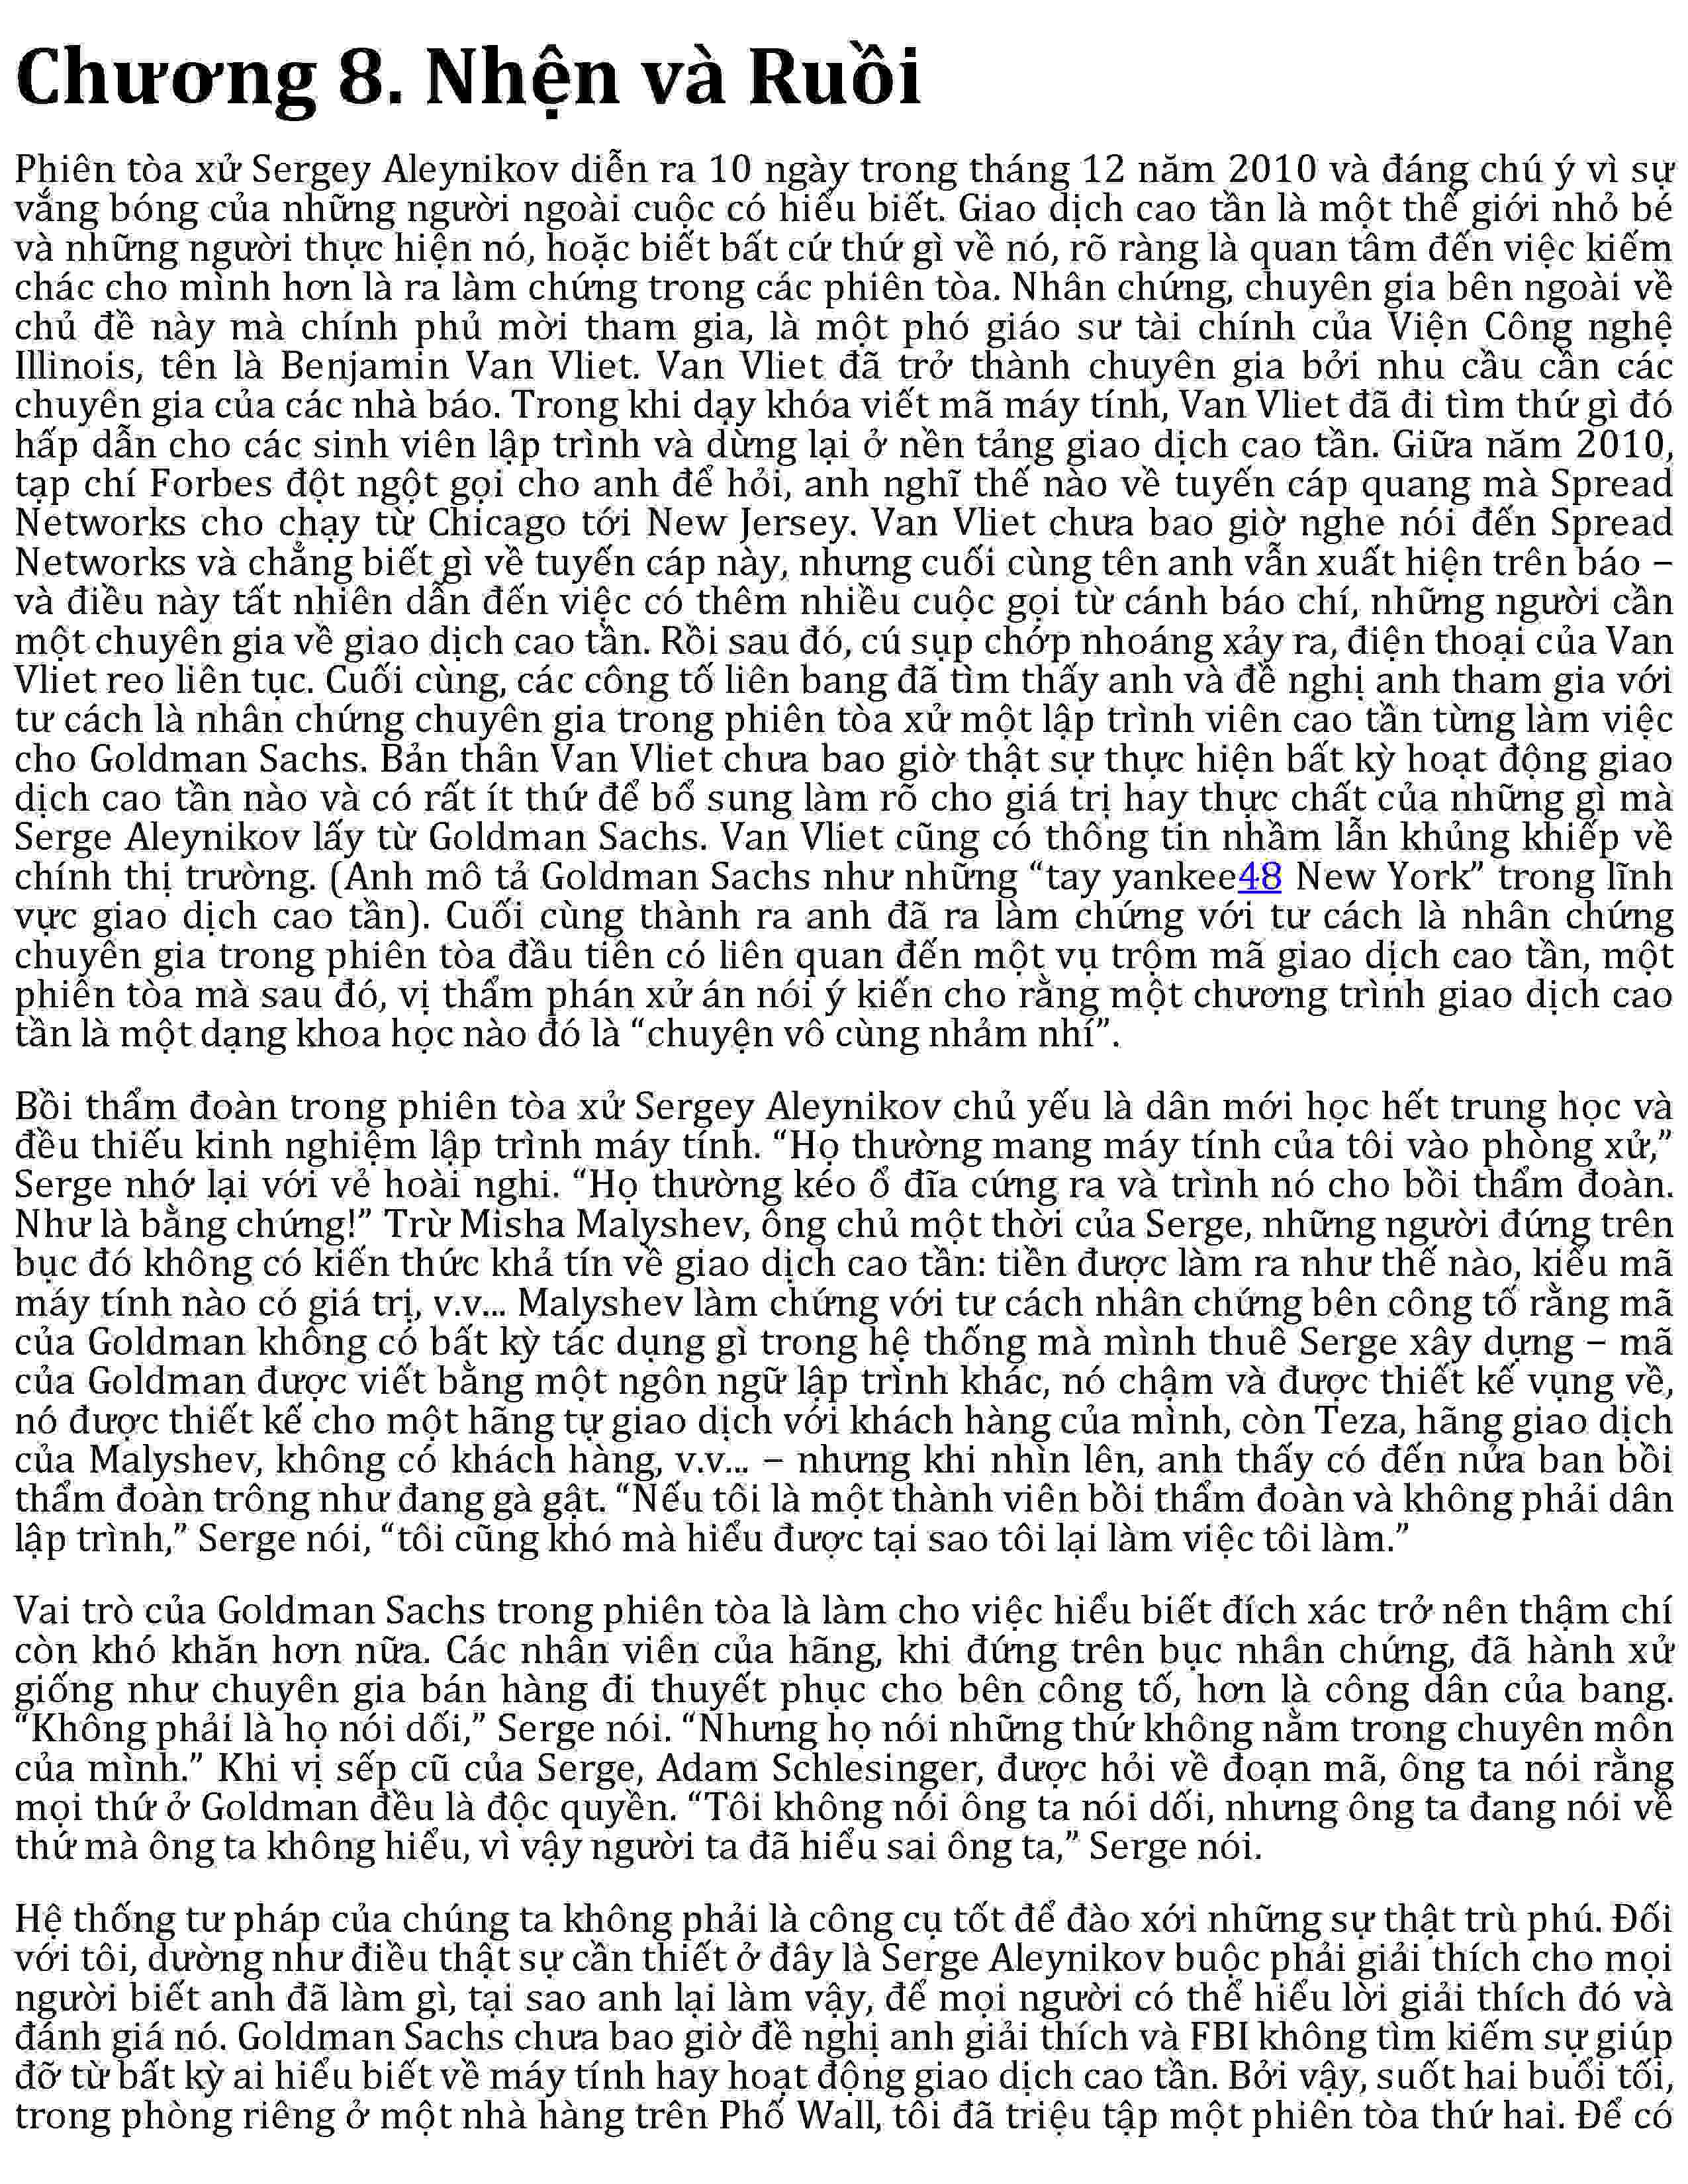 Chương 8. Nhện và Ruồi
Phiên tòa xử Sergey Aleynikov diễn ra 10 ngày trong tháng 12 năm 2010 và đáng chú ý vì sự
vắng bóng của những người ngoài cuộc có hiểu biết. Giao dịch cao tần là một thế giới nhỏ bé
và những người thực hiện nó, hoặc biết bất cứ thứ gì về nó, rõ ràng là quan tâm đến việc kiếm
chác cho mình hơn là ra làm chứng trong các phiên tòa. Nhân chứng, chuyên gia bên ngoài về
chủ đề này mà chính phủ mời tham gia, là một phó giáo sư tài chính của Viện Công nghệ
Illinois, tên là Benjamin Van Vliet. Van Vliet đã trở thành chuyên gia bởi nhu cầu cần các
chuyên gia của các nhà báo. Trong khi dạy khóa viết mã máy tính, Van Vliet đã đi tìm thứ gì đó
hấp dẫn cho các sinh viên lập trình và dừng lại ở nền tảng giao dịch cao tần. Giữa năm 2010,
tạp chí Forbes đột ngột gọi cho anh để hỏi, anh nghĩ thế nào về tuyến cáp quang mà Spread
Networks cho chạy từ Chicago tới New Jersey. Van Vliet chưa bao giờ nghe nói đến Spread
Networks và chẳng biết gì về tuyến cáp này, nhưng cuối cùng tên anh vẫn xuất hiện trên báo –
và điều này tất nhiên dẫn đến việc có thêm nhiều cuộc gọi từ cánh báo chí, những người cần
một chuyên gia về giao dịch cao tần. Rồi sau đó, cú sụp chớp nhoáng xảy ra, điện thoại của Van
Vliet reo liên tục. Cuối cùng, các công tố liên bang đã tìm thấy anh và đề nghị anh tham gia với
tư cách là nhân chứng chuyên gia trong phiên tòa xử một lập trình viên cao tần từng làm việc
cho Goldman Sachs. Bản thân Van Vliet chưa bao giờ thật sự thực hiện bất kỳ hoạt động giao
dịch cao tần nào và có rất ít thứ để bổ sung làm rõ cho giá trị hay thực chất của những gì mà
Serge Aleynikov lấy từ Goldman Sachs. Van Vliet cũng có thông tin nhầm lẫn khủng khiếp về
chính thị trường. (Anh mô tả Goldman Sachs như những “tay yankee48 New York” trong lĩnh
vực giao dịch cao tần). Cuối cùng thành ra anh đã ra làm chứng với tư cách là nhân chứng
chuyên gia trong phiên tòa đầu tiên có liên quan đến một vụ trộm mã giao dịch cao tần, một
phiên tòa mà sau đó, vị thẩm phán xử án nói ý kiến cho rằng một chương trình giao dịch cao
tần là một dạng khoa học nào đó là “chuyện vô cùng nhảm nhí”.
Bồi thẩm đoàn trong phiên tòa xử Sergey Aleynikov chủ yếu là dân mới học hết trung học và
đều thiếu kinh nghiệm lập trình máy tính. “Họ thường mang máy tính của tôi vào phòng xử,”
Serge nhớ lại với vẻ hoài nghi. “Họ thường kéo ổ đĩa cứng ra và trình nó cho bồi thẩm đoàn.
Như là bằng chứng!” Trừ Misha Malyshev, ông chủ một thời của Serge, những người đứng trên
bục đó không có kiến thức khả tín về giao dịch cao tần: tiền được làm ra như thế nào, kiểu mã
máy tính nào có giá trị, v.v... Malyshev làm chứng với tư cách nhân chứng bên công tố rằng mã
của Goldman không có bất kỳ tác dụng gì trong hệ thống mà mình thuê Serge xây dựng – mã
của Goldman được viết bằng một ngôn ngữ lập trình khác, nó chậm và được thiết kế vụng về,
nó được thiết kế cho một hãng tự giao dịch với khách hàng của mình, còn Teza, hãng giao dịch
của Malyshev, không có khách hàng, v.v... – nhưng khi nhìn lên, anh thấy có đến nửa ban bồi
thẩm đoàn trông như đang gà gật. “Nếu tôi là một thành viên bồi thẩm đoàn và không phải dân
lập trình,” Serge nói, “tôi cũng khó mà hiểu được tại sao tôi lại làm việc tôi làm.”
Vai trò của Goldman Sachs trong phiên tòa là làm cho việc hiểu biết đích xác trở nên thậm chí
còn khó khăn hơn nữa. Các nhân viên của hãng, khi đứng trên bục nhân chứng, đã hành xử
giống như chuyên gia bán hàng đi thuyết phục cho bên công tố, hơn là công dân của bang.
“Không phải là họ nói dối,” Serge nói. “Nhưng họ nói những thứ không nằm trong chuyên môn
của mình.” Khi vị sếp cũ của Serge, Adam Schlesinger, được hỏi về đoạn mã, ông ta nói rằng
mọi thứ ở Goldman đều là độc quyền. “Tôi không nói ông ta nói dối, nhưng ông ta đang nói về
thứ mà ông ta không hiểu, vì vậy người ta đã hiểu sai ông ta,” Serge nói.
Hệ thống tư pháp của chúng ta không phải là công cụ tốt để đào xới những sự thật trù phú. Đối
với tôi, dường như điều thật sự cần thiết ở đây là Serge Aleynikov buộc phải giải thích cho mọi
người biết anh đã làm gì, tại sao anh lại làm vậy, để mọi người có thể hiểu lời giải thích đó và
đánh giá nó. Goldman Sachs chưa bao giờ đề nghị anh giải thích và FBI không tìm kiếm sự giúp
đỡ từ bất kỳ ai hiểu biết về máy tính hay hoạt động giao dịch cao tần. Bởi vậy, suốt hai buổi tối,
trong phòng riêng ở một nhà hàng trên Phố Wall, tôi đã triệu tập một phiên tòa thứ hai. Để có